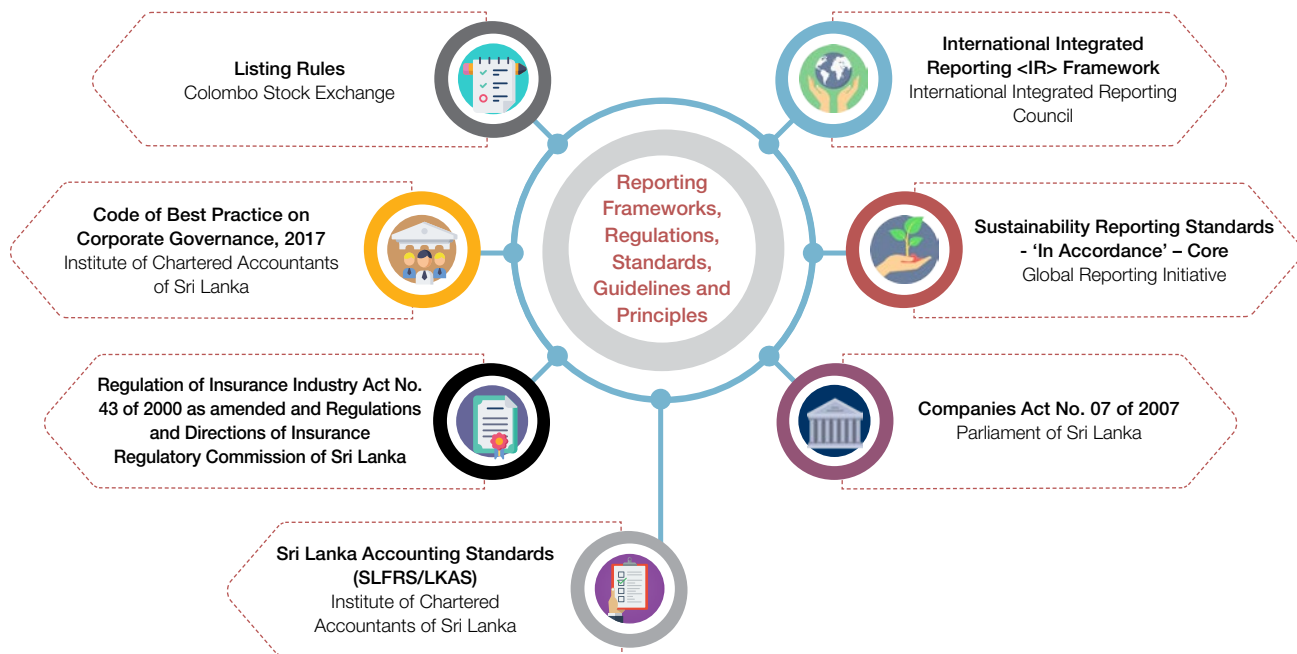 Listing Rules
Colombo Stock Exchange
International Integrated
Reporting <IR> Framework
International Integrated Reporting
Council
Code of Best Practice on
Corporate Governance, 2017
Institute of Chartered Accountants
of Sri Lanka
Reporting
Frameworks,
Regulations,
Standards,
Guidelines and
Principles
Sustainability Reporting Standards
- ‘In Accordance’ – Core
Global Reporting Initiative
Regulation of Insurance Industry Act No.
43 of 2000 as amended and Regulations
and Directions of Insurance
Regulatory Commission of Sri Lanka
Companies Act No. 07 of 2007
Parliament of Sri Lanka
Sri Lanka Accounting Standards
(SLFRS/LKAS)
Institute of Chartered
Accountants of Sri Lanka